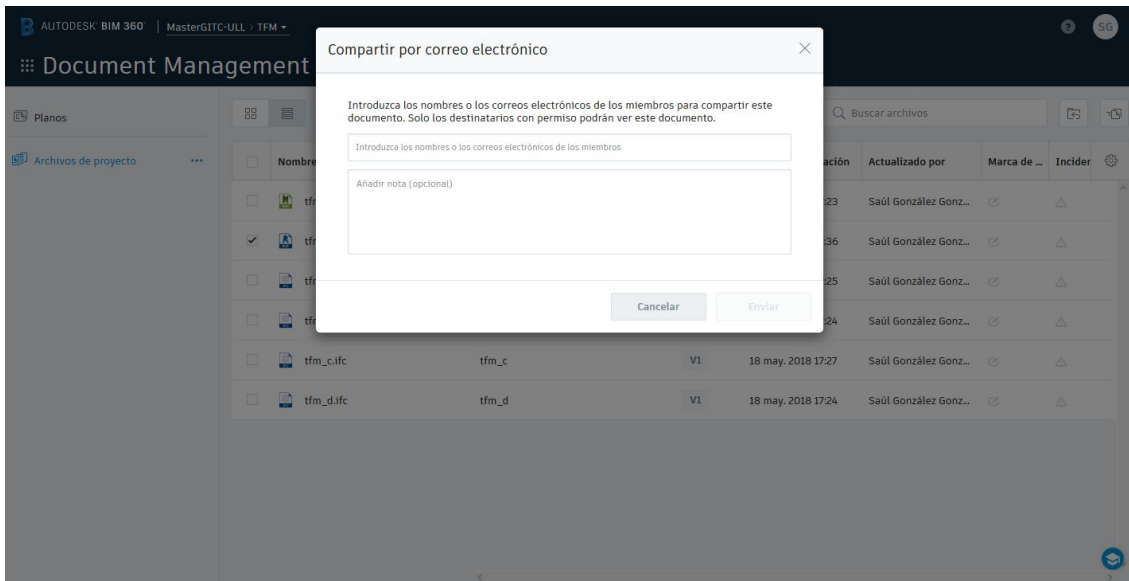 AUTODESK® BIM 360® | MasterGITC-ULL > TFM
SG
Document Management
Compartir por correo electrónico
Introduzca los nombres o los correos electrónicos de los miembros para compartir este
documento. Solo los destinatarios con permiso podrán ver este documento.
Introduzca los nombres o los correos electrónicos de los miembros
Añadir nota (opcional)
Cancelar
Enviar
Planos
Archivos de proyecto
Buscar archivos
Nombre
ación Actualizado por Marca de ... Incider
tfr :23 Saúl González Gonz...
tfr :36 Saúl González Gonz...
tfr :25 Saúl González Gonz...
tfr :24 Saúl González Gonz...
tfm_c.ifc tfm_c V1 18 may. 2018 17:27 Saúl González Gonz...
tfm_d.ifc tfm_d V1 18 may. 2018 17:24 Saúl González Gonz...